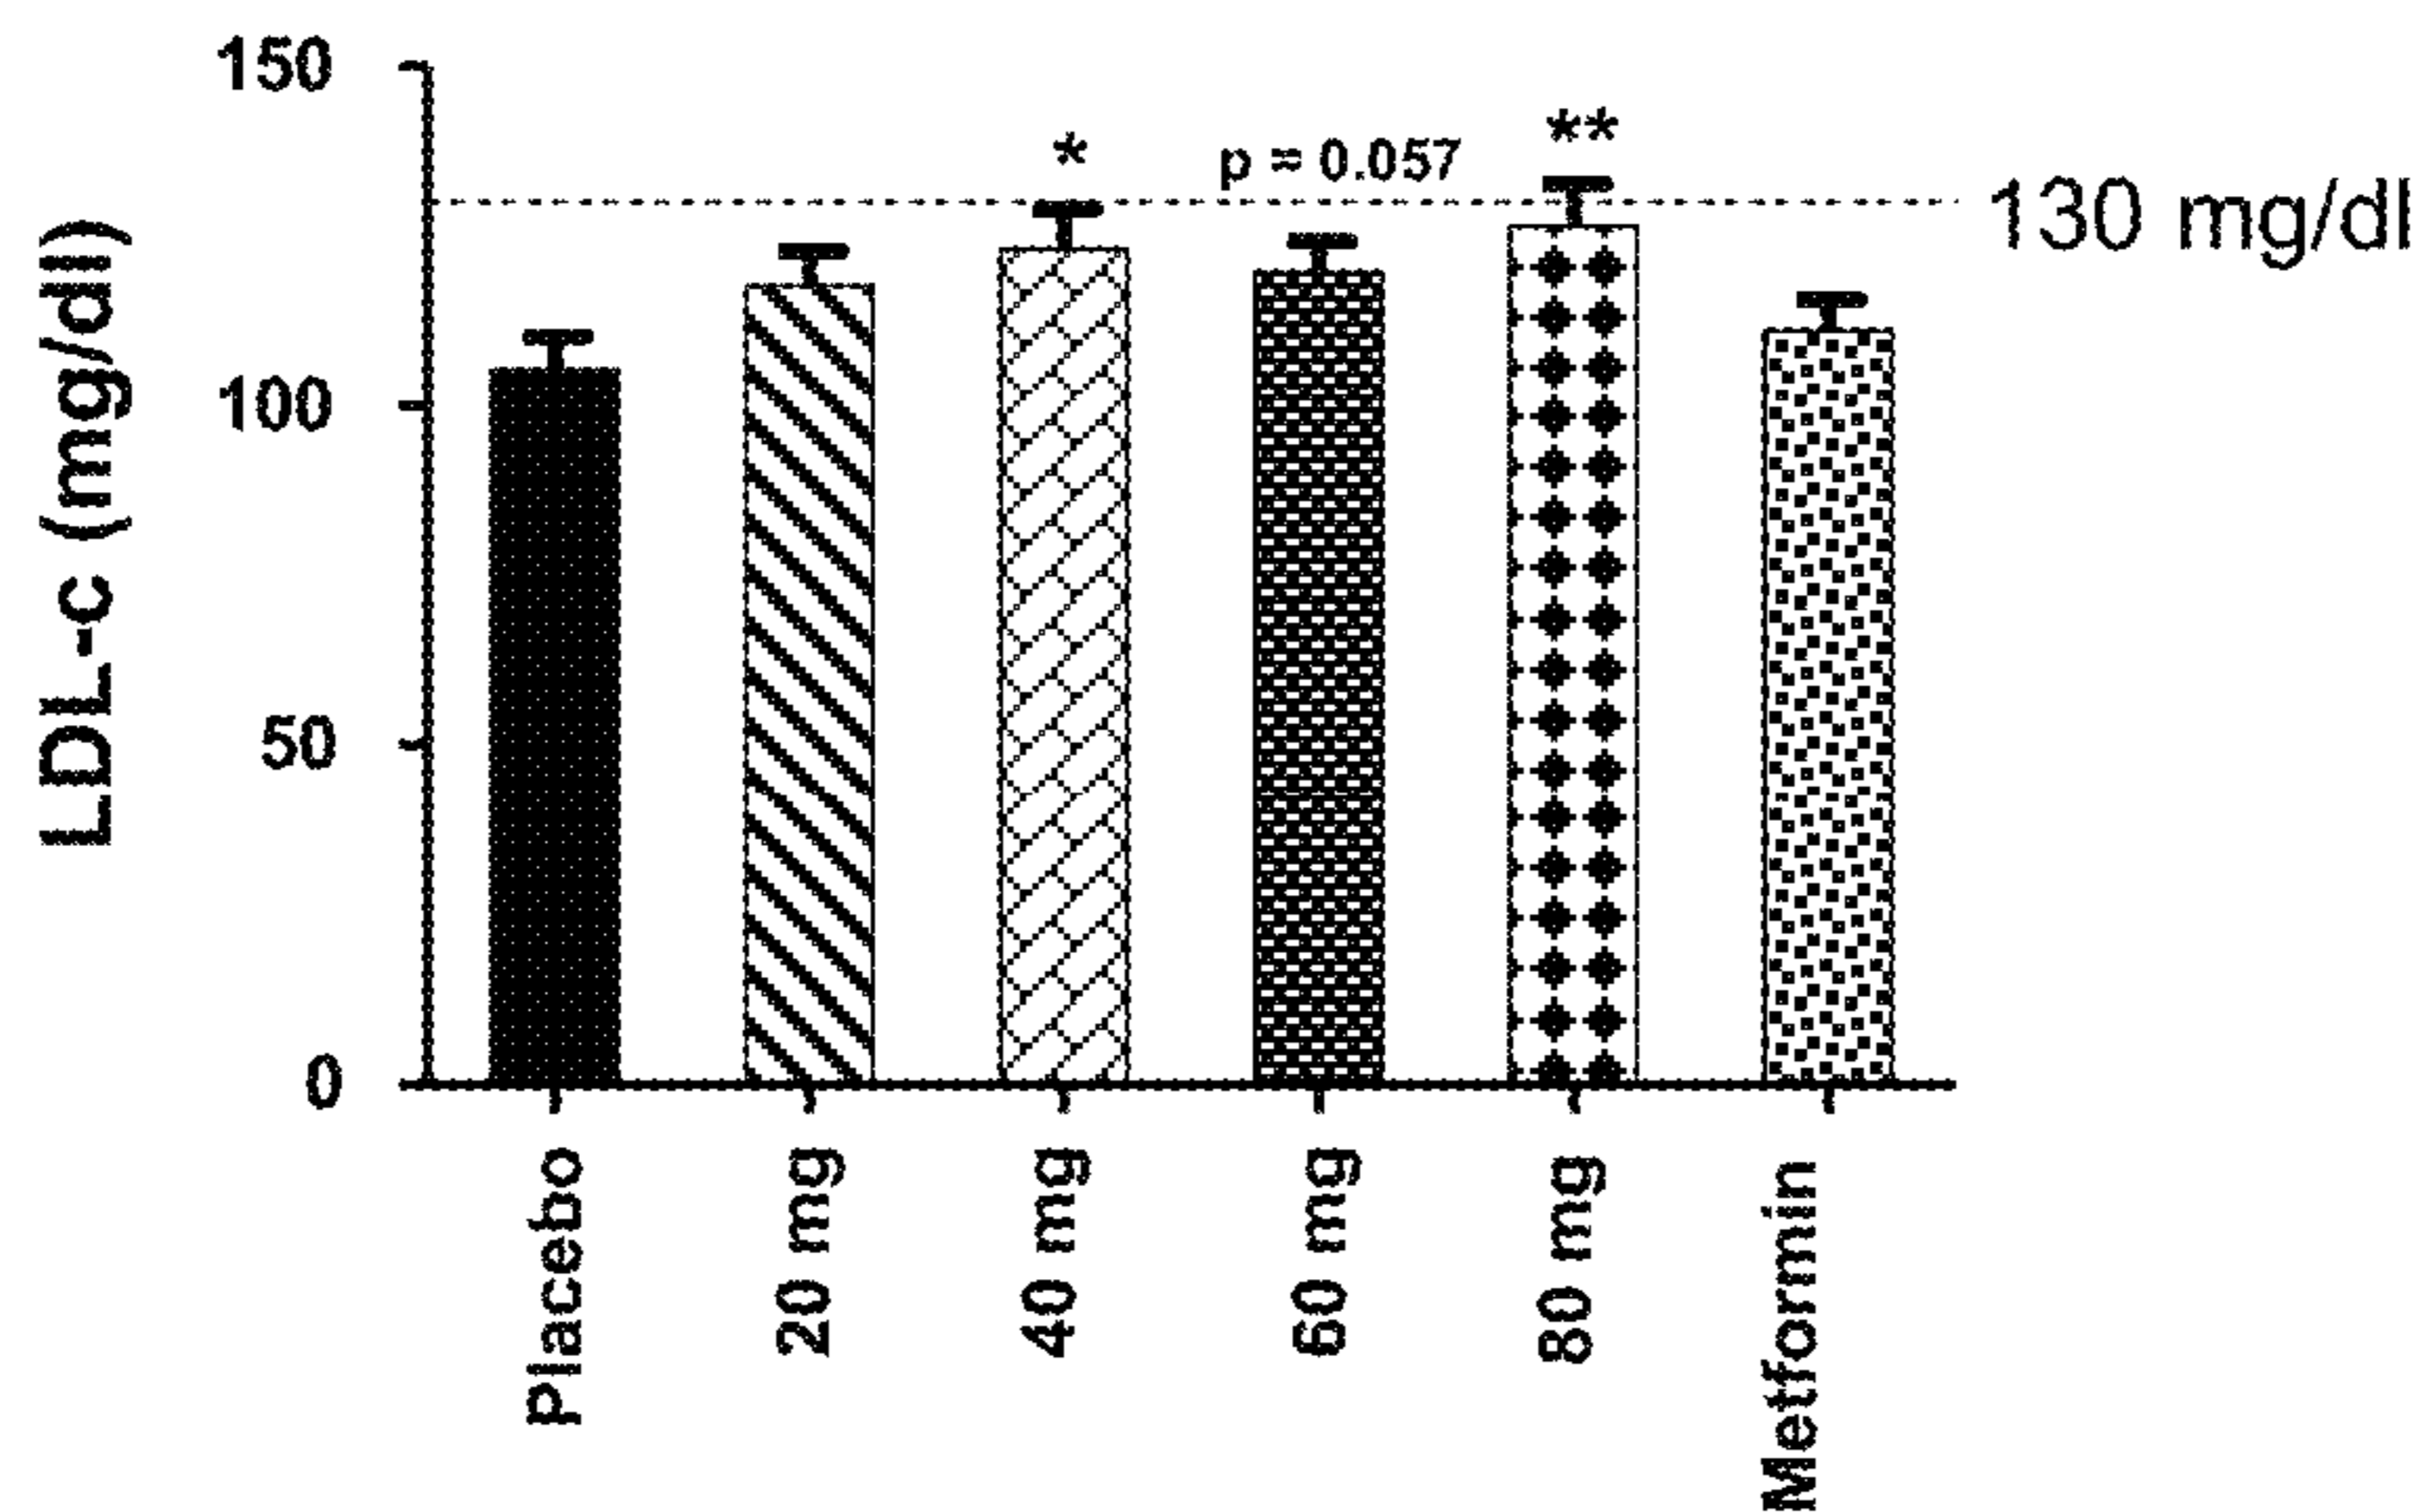 LDL-c (mg/dl)
150
100
50
0
*
p = 0.057
**
130 mg/dl
Placebo
20 mg
40 mg
60 mg
80 mg
Metformin